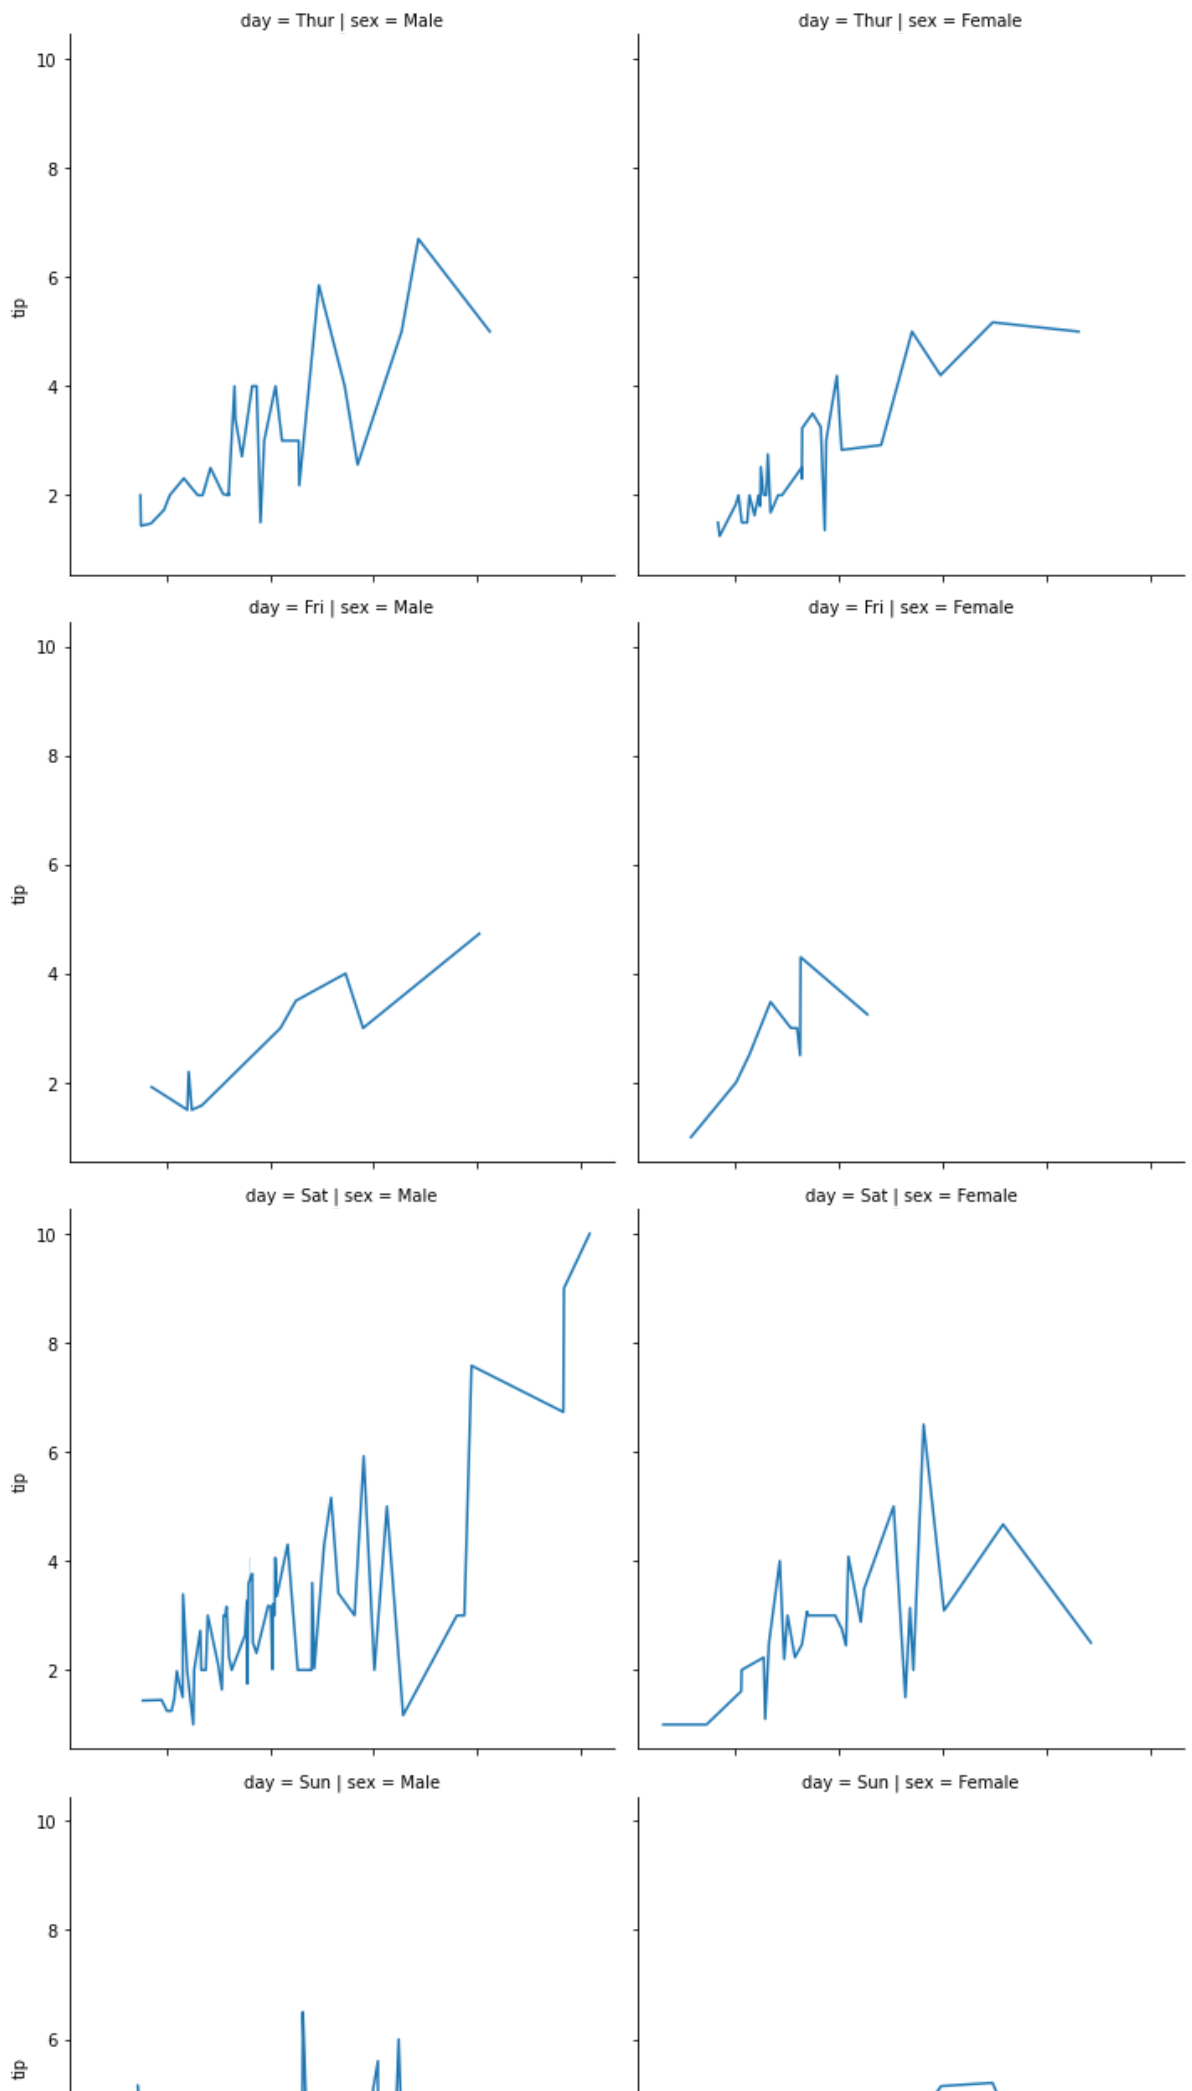 day = Thur | sex = Male
day = Thur | sex = Female
10
8
6
4
2
tip
day = Fri | sex = Male
day = Fri | sex = Female
10
8
6
4
2
tip
day = Sat | sex = Male
day = Sat | sex = Female
10
8
6
4
2
tip
day = Sun | sex = Male
day = Sun | sex = Female
10
8
6
tip